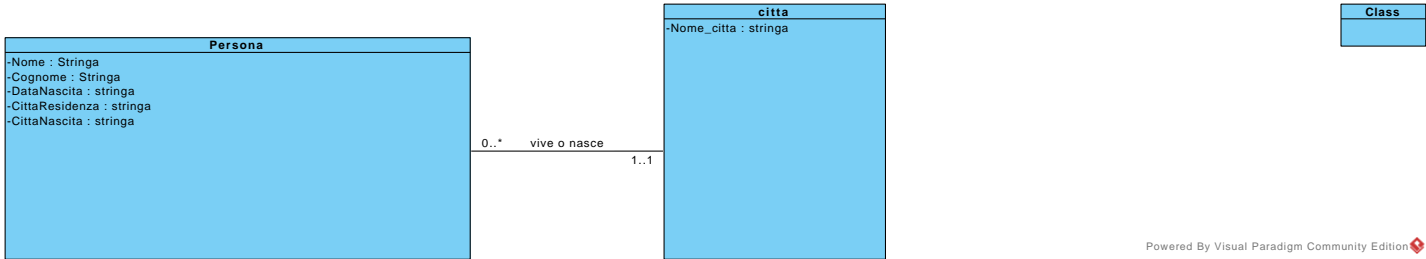 Persona
-Nome : Stringa
-Cognome : Stringa
-DataNascita : stringa
-CittaResidenza : stringa
-CittaNascita : stringa
0..*
vive o nasce
1..1
citta
-Nome_citta : stringa
Class
Powered By Visual Paradigm Community Edition